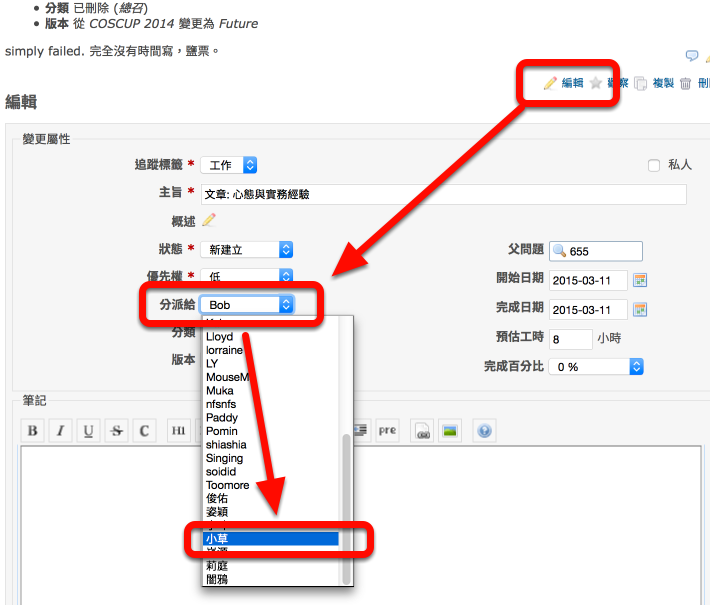 分類 已刪除 (總召)
版本 從 COSCUP 2014 變更為 Future
simply failed. 完全沒有時間寫，鹽票。
編輯 觀察 複製
編輯
變更屬性
追蹤標籤 * 工作 私人
主旨 * 文章: 心態與實務經驗
概述
狀態 * 新建立 父問題 655
優先權 * 低 開始日期 2015-03-11
分派給 Bob 完成日期 2015-03-11
分類 預估工時 8 小時
版本 完成百分比 0 %
Lloyd
lorraine
LY
MouseM
Muka
nfsnfs
Paddy
Pomin
shiashia
Singing
soidid
Toomore
俊佑
姿穎
小草
莉庭
闇鴉
筆記
B I U S C H1 pre